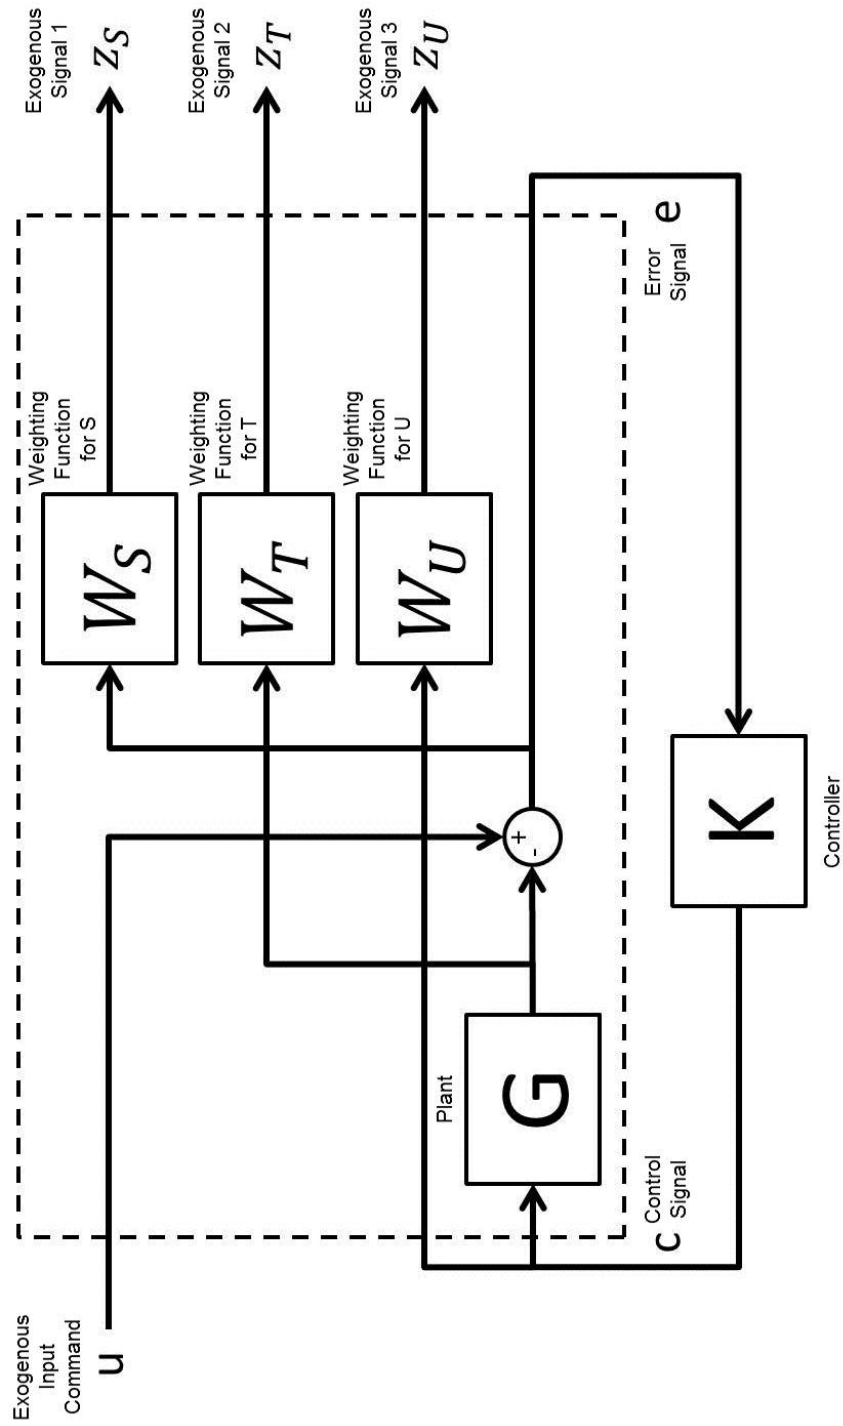 Exogenous
Input
Command
u
Weighting
Function
for S
W_S
Exogenous
Signal 1
z_S
Weighting
Function
for T
W_T
Exogenous
Signal 2
z_T
Weighting
Function
for U
W_U
Exogenous
Signal 3
z_U
Plant
G
+
-
c
Control
Signal
Error
Signal
e
K
Controller